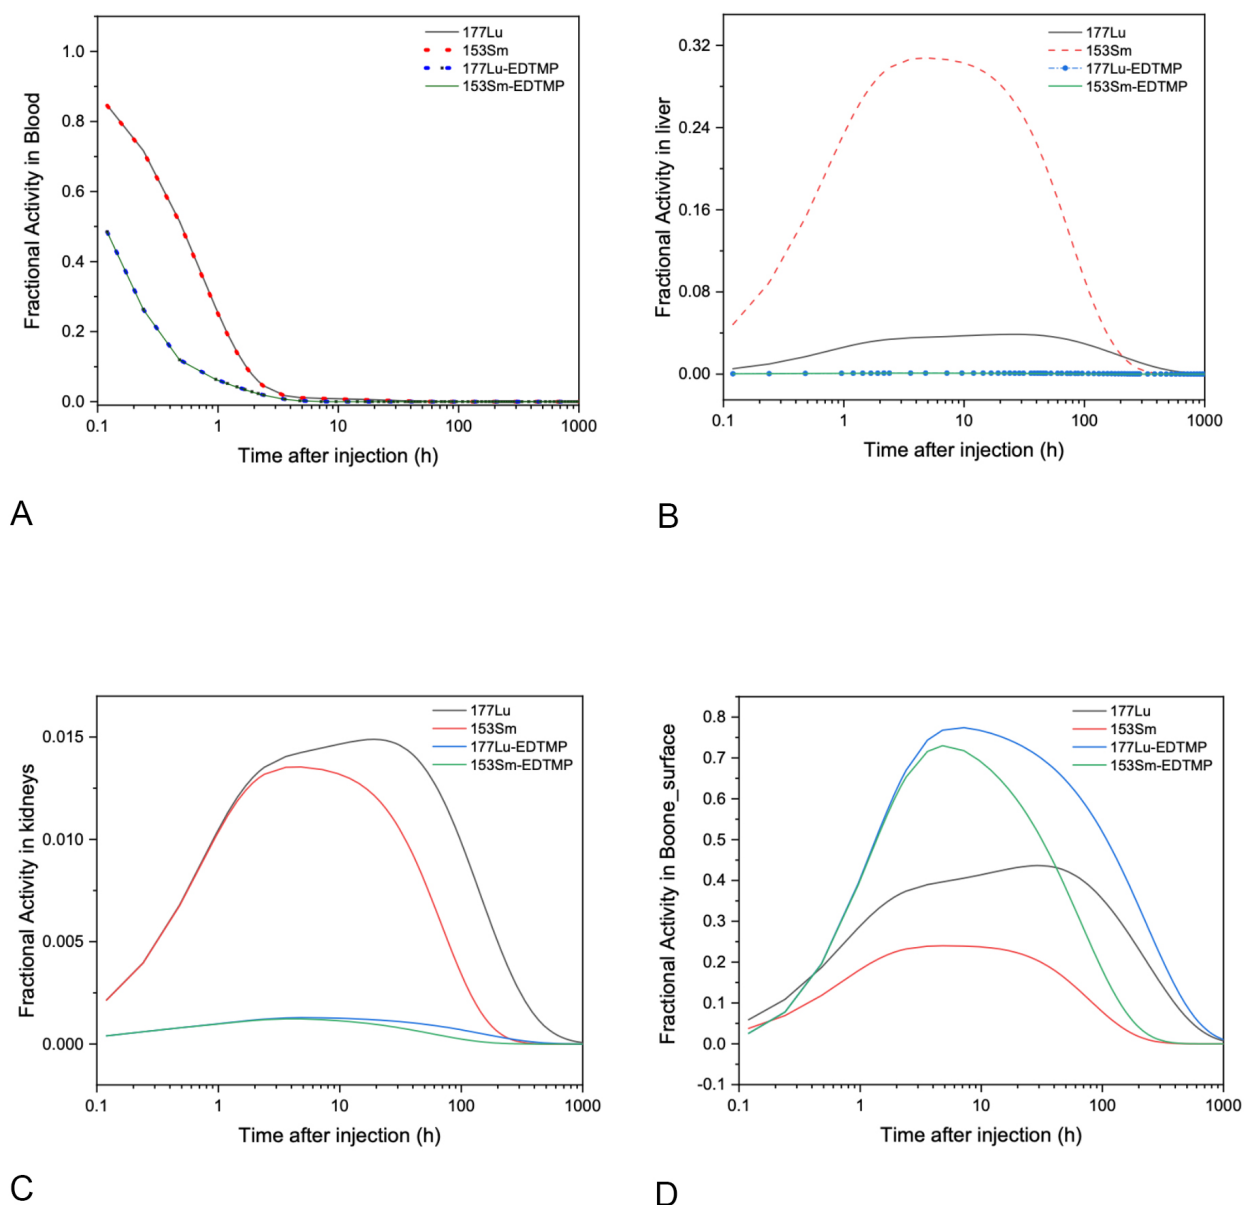 177Lu
153Sm
177Lu-EDTMP
153Sm-EDTMP
1.0
0.8
0.6
0.4
0.2
0.0
Fractional Activity in Blood
0.1 1 10 100 1000
Time after injection (h)
A
177Lu
153Sm
177Lu-EDTMP
153Sm-EDTMP
0.32
0.24
0.16
0.08
0.00
Fractional Activity in liver
0.1 1 10 100 1000
Time after injection (h)
B
177Lu
153Sm
177Lu-EDTMP
153Sm-EDTMP
0.015
0.010
0.005
0.000
Fractional Activity in kidneys
0.1 1 10 100 1000
Time after injection (h)
C
177Lu
153Sm
177Lu-EDTMP
153Sm-EDTMP
0.8
0.7
0.6
0.5
0.4
0.3
0.2
0.1
0.0
-0.1
Fractional Activity in Boone_surface
0.1 1 10 100 1000
Time after injection (h)
D